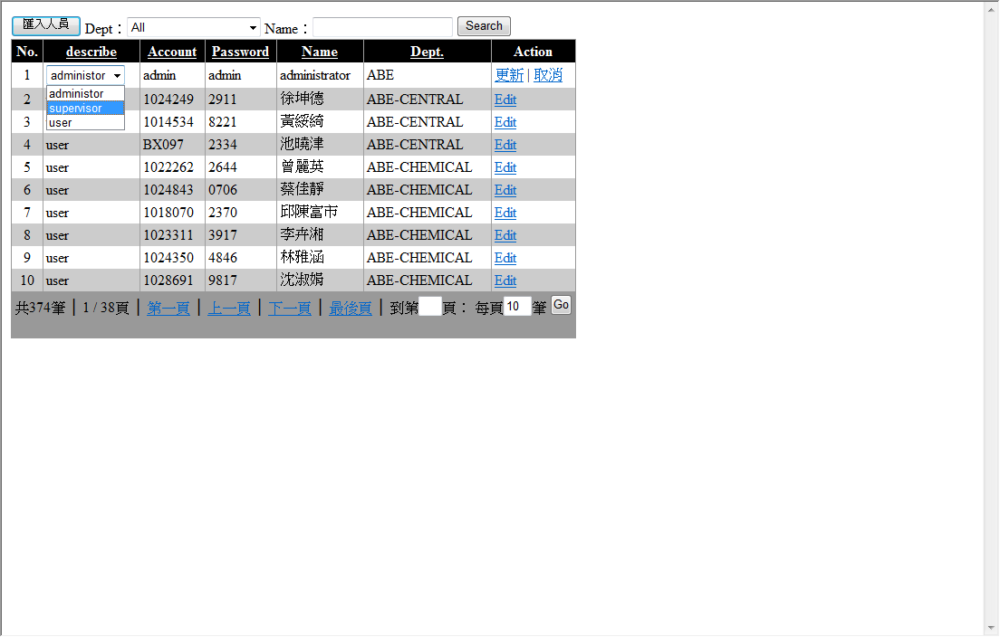 匯入人員 Dept： All Name： Search
No. describe Account Password Name Dept. Action
1 administor admin admin administrator ABE 更新 | 取消
administor
supervisor
user
2 1024249 2911 徐坤德 ABE-CENTRAL Edit
3 1014534 8221 黃綏綺 ABE-CENTRAL Edit
4 user BX097 2334 池曉津 ABE-CENTRAL Edit
5 user 1022262 2644 曾麗英 ABE-CHEMICAL Edit
6 user 1024843 0706 蔡佳靜 ABE-CHEMICAL Edit
7 user 1018070 2370 邱陳富市 ABE-CHEMICAL Edit
8 user 1023311 3917 李卉湘 ABE-CHEMICAL Edit
9 user 1024350 4846 林雅涵 ABE-CHEMICAL Edit
10 user 1028691 9817 沈淑娟 ABE-CHEMICAL Edit
共374筆 | 1 / 38頁 | 第一頁 | 上一頁 | 下一頁 | 最後頁 | 到第 頁： 每頁 10 筆 Go